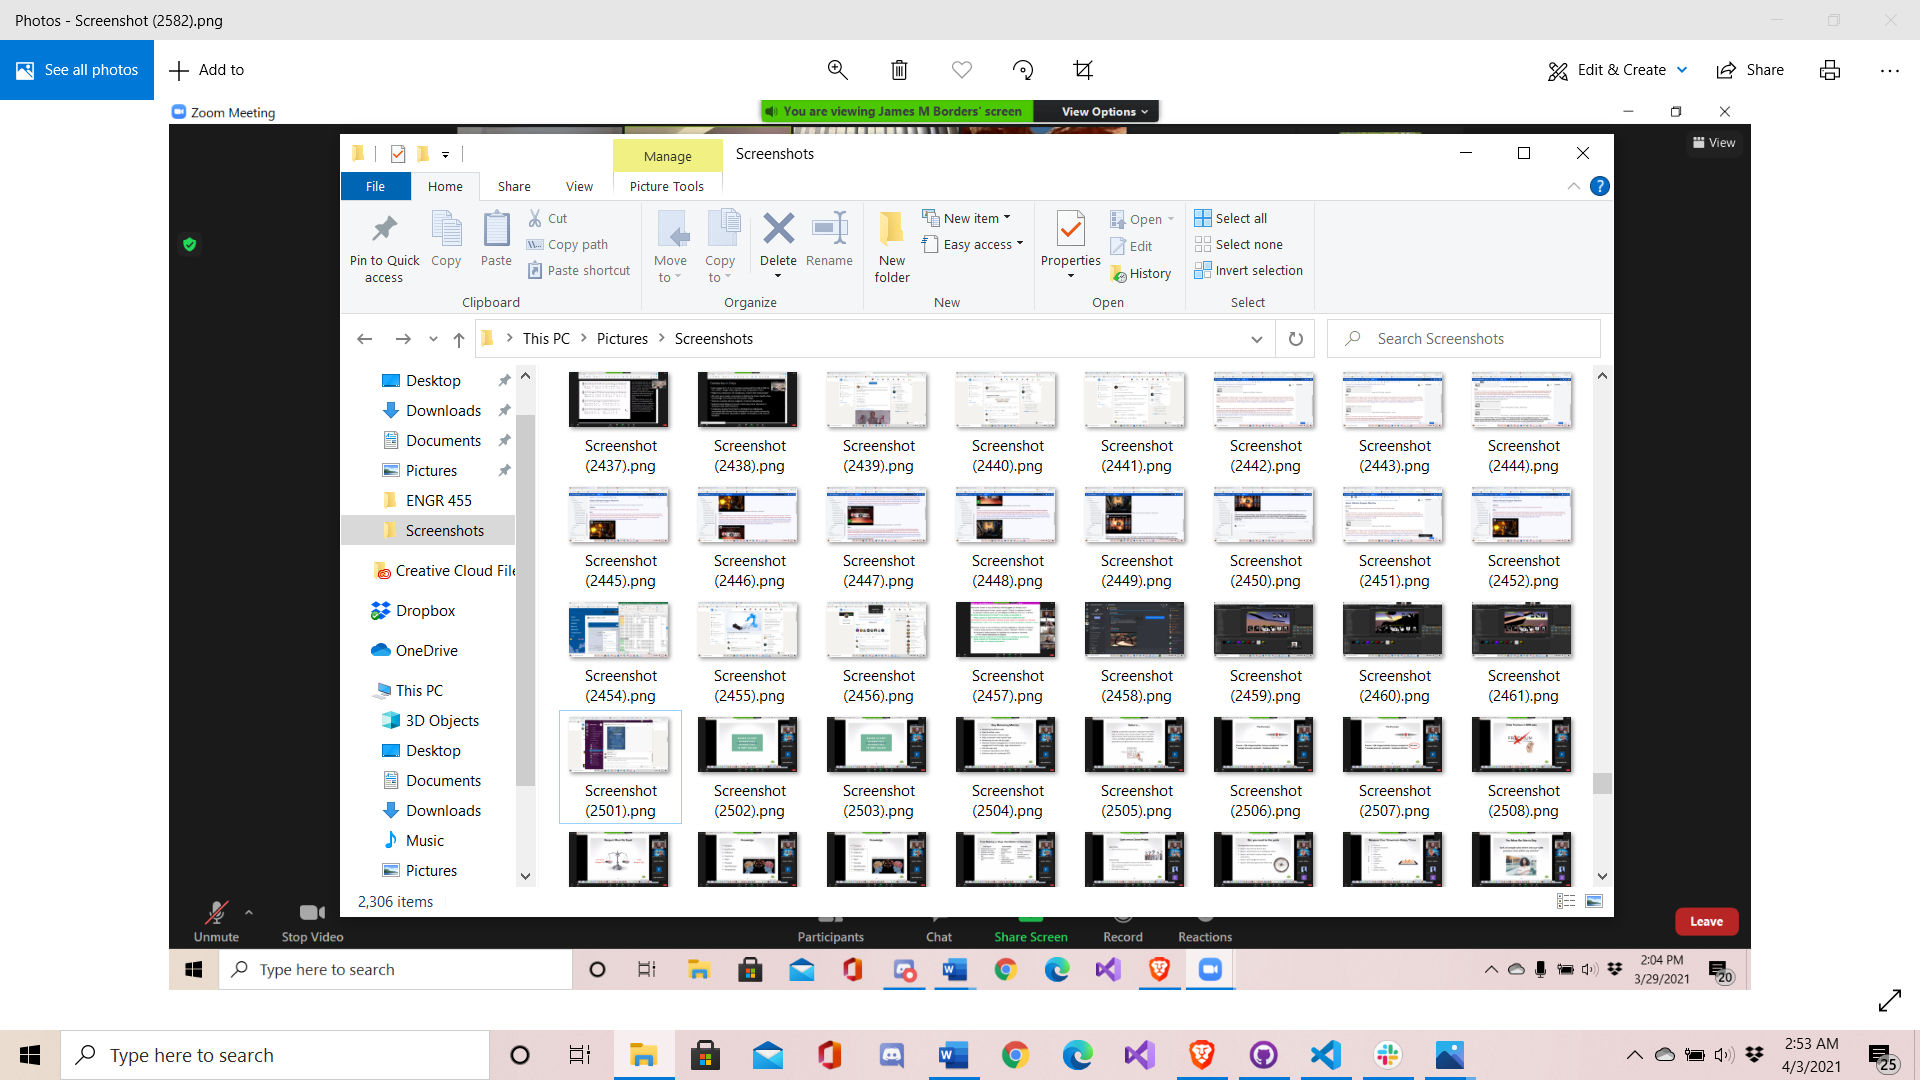 Photos - Screenshot (2582).png
See all photos
Add to
Edit & Create
Share
Zoom Meeting
You are viewing James M Borders' screen
View Options
View
Manage
Screenshots
File
Home
Share
View
Picture Tools
Pin to Quick access
Copy
Paste
Cut
Copy path
Paste shortcut
Clipboard
Move to
Copy to
Delete
Rename
Organize
New folder
New item
Easy access
New
Properties
Open
Edit
History
Open
Select all
Select none
Invert selection
Select
This PC > Pictures > Screenshots
Search Screenshots
Desktop
Downloads
Documents
Pictures
ENGR 455
Screenshots
Creative Cloud File
Dropbox
OneDrive
This PC
3D Objects
Desktop
Documents
Downloads
Music
Pictures
Screenshot (2437).png
Screenshot (2438).png
Screenshot (2439).png
Screenshot (2440).png
Screenshot (2441).png
Screenshot (2442).png
Screenshot (2443).png
Screenshot (2444).png
Screenshot (2445).png
Screenshot (2446).png
Screenshot (2447).png
Screenshot (2448).png
Screenshot (2449).png
Screenshot (2450).png
Screenshot (2451).png
Screenshot (2452).png
Screenshot (2454).png
Screenshot (2455).png
Screenshot (2456).png
Screenshot (2457).png
Screenshot (2458).png
Screenshot (2459).png
Screenshot (2460).png
Screenshot (2461).png
Screenshot (2501).png
Screenshot (2502).png
Screenshot (2503).png
Screenshot (2504).png
Screenshot (2505).png
Screenshot (2506).png
Screenshot (2507).png
Screenshot (2508).png
2,306 items
Unmute
Stop Video
Participants
Chat
Share Screen
Record
Reactions
Leave
Type here to search
2:04 PM
3/29/2021
20
Type here to search
2:53 AM
4/3/2021
25